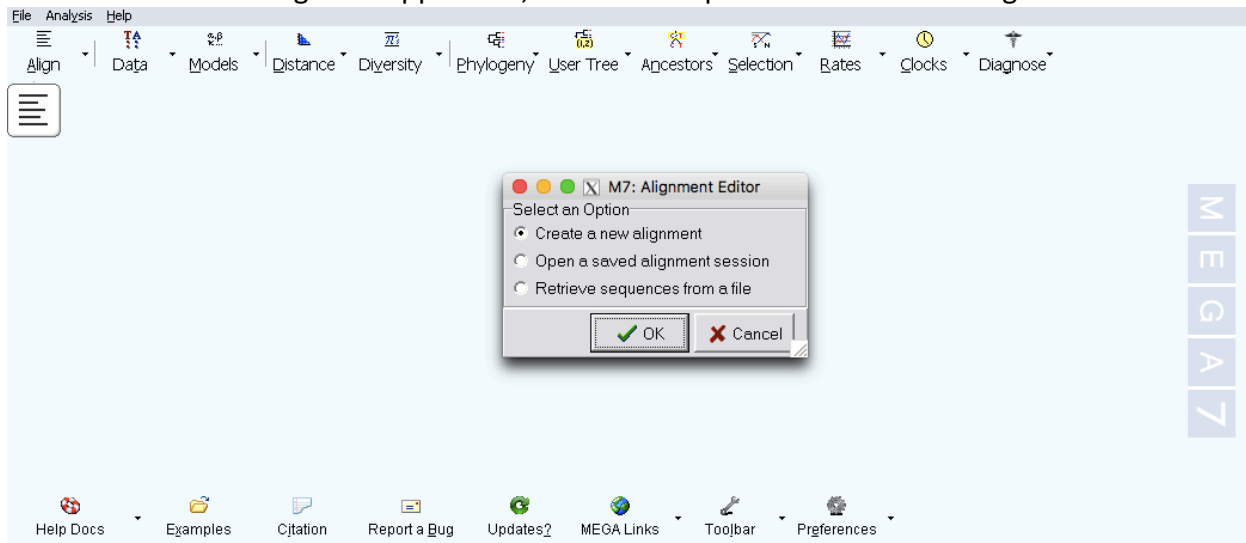 File Analysis Help
Align Data Models Distance Diversity Phylogeny User Tree Ancestors Selection Rates Clocks Diagnose
M7: Alignment Editor
Select an Option
Create a new alignment
Open a saved alignment session
Retrieve sequences from a file
OK Cancel
MEGA7
Help Docs Examples Citation Report a Bug Updates? MEGA Links Toolbar Preferences